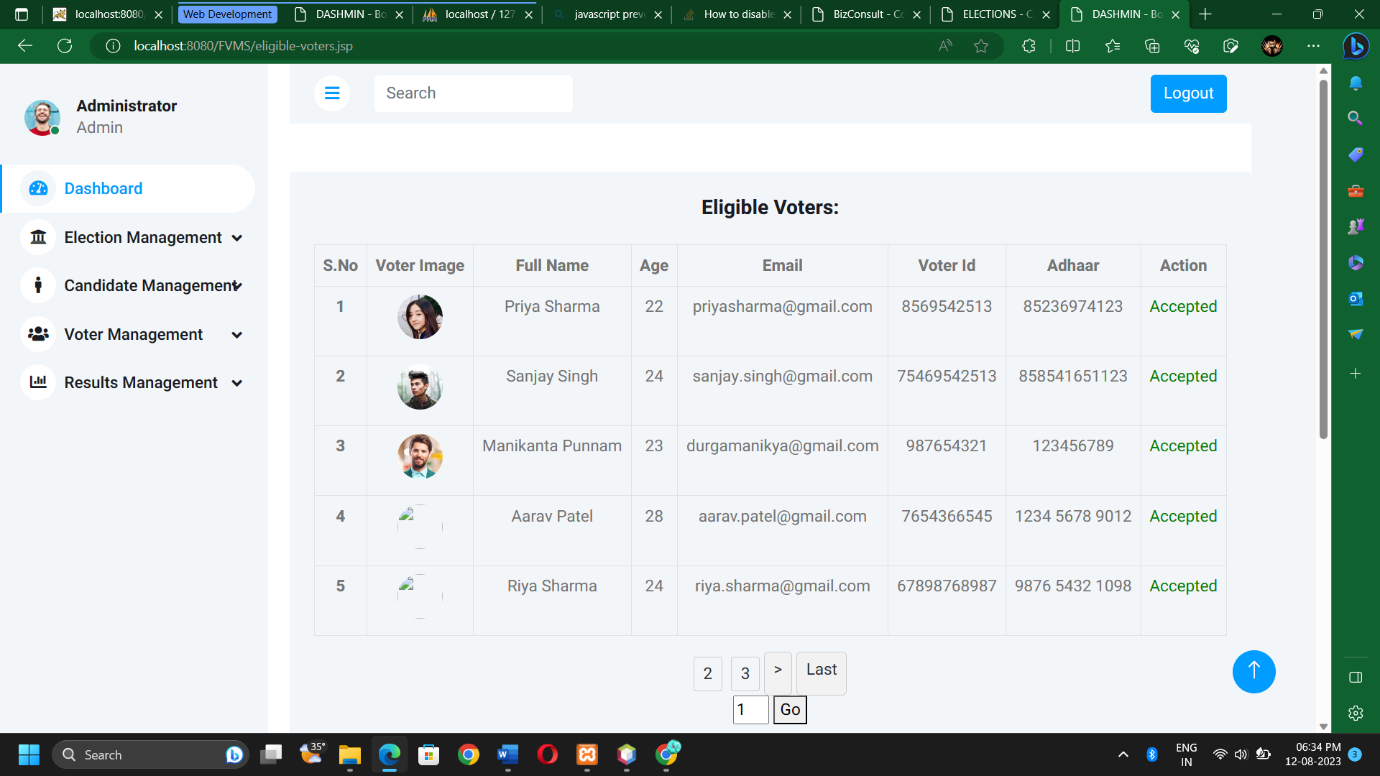 localhost:8080/
Web Development
DASHMIN - Bo
localhost / 127
javascript prev
How to disable
BizConsult - Co
ELECTIONS - C
DASHMIN - Bo
localhost:8080/FVMS/eligible-voters.jsp
Administrator
Admin
Search
Logout
Dashboard
Election Management
Candidate Management
Voter Management
Results Management
Eligible Voters:
S.No Voter Image Full Name Age Email Voter Id Adhaar Action
1 Priya Sharma 22 priyasharma@gmail.com 8569542513 85236974123 Accepted
2 Sanjay Singh 24 sanjay.singh@gmail.com 75469542513 858541651123 Accepted
3 Manikanta Punnam 23 durgamanikya@gmail.com 987654321 123456789 Accepted
4 Aarav Patel 28 aarav.patel@gmail.com 7654366545 1234 5678 9012 Accepted
5 Riya Sharma 24 riya.sharma@gmail.com 67898768987 9876 5432 1098 Accepted
2 3 > Last
1 Go
Search
35°
ENG
IN
06:34 PM
12-08-2023
3